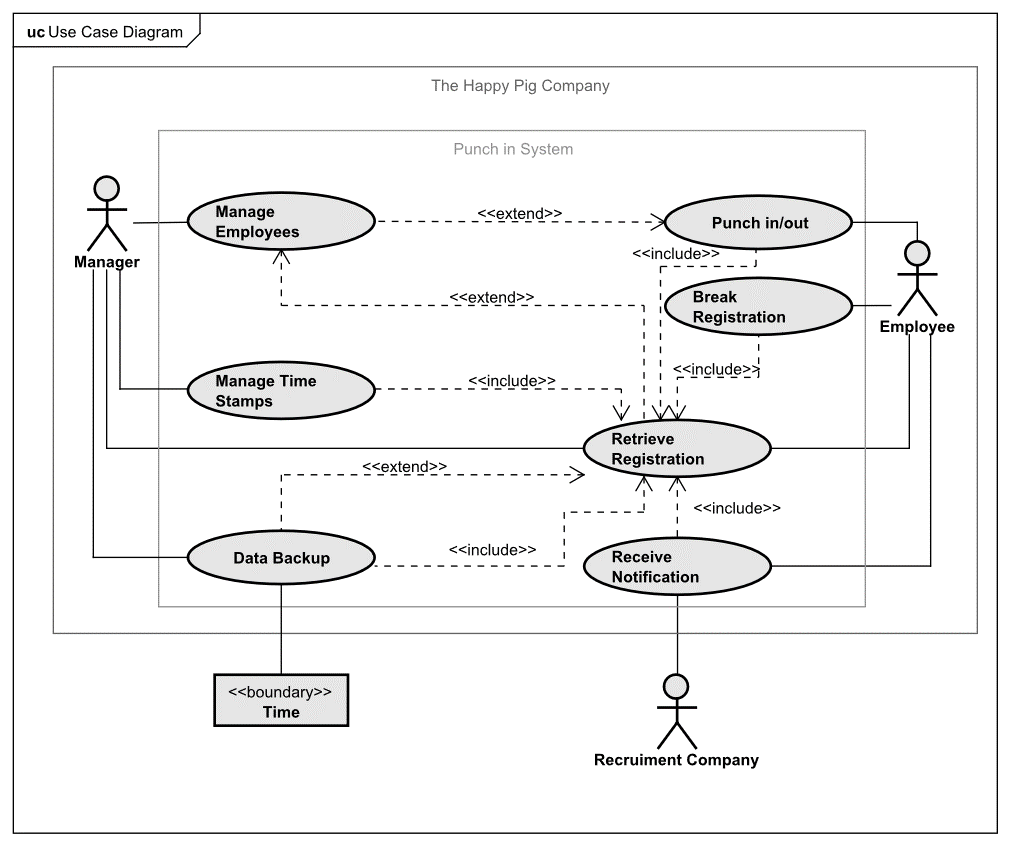 uc Use Case Diagram
The Happy Pig Company
Punch in System
Manage
Employees
<<extend>>
Punch in/out
Manager
<<include>>
Break
Registration
Employee
<<extend>>
Manage Time
Stamps
<<include>>
<<include>>
Retrieve
Registration
<<extend>>
<<include>>
Data Backup
<<include>>
Receive
Notification
<<boundary>>
Time
Recruiment Company